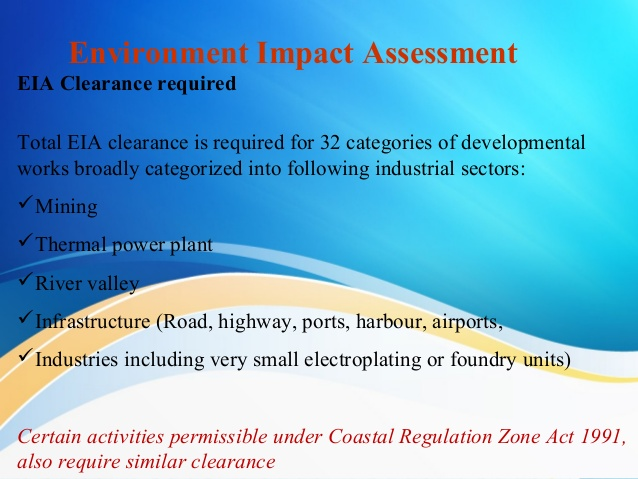 Environment Impact Assessment
EIA Clearance required
Total EIA clearance is required for 32 categories of developmental
works broadly categorized into following industrial sectors:
✓Mining
✓Thermal power plant
✓River valley
✓Infrastructure (Road, highway, ports, harbour, airports,
✓Industries including very small electroplating or foundry units)
Certain activities permissible under Coastal Regulation Zone Act 1991,
also require similar clearance